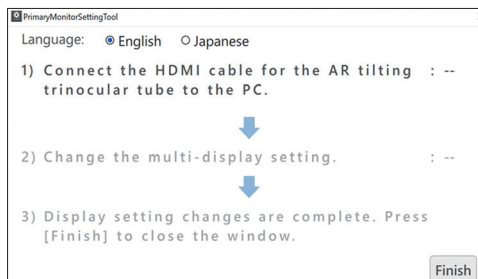 PrimaryMonitorSettingTool
Language: English Japanese
1) Connect the HDMI cable for the AR tilting : --
trinocular tube to the PC.
2) Change the multi-display setting. : --
3) Display setting changes are complete. Press
[Finish] to close the window.
Finish